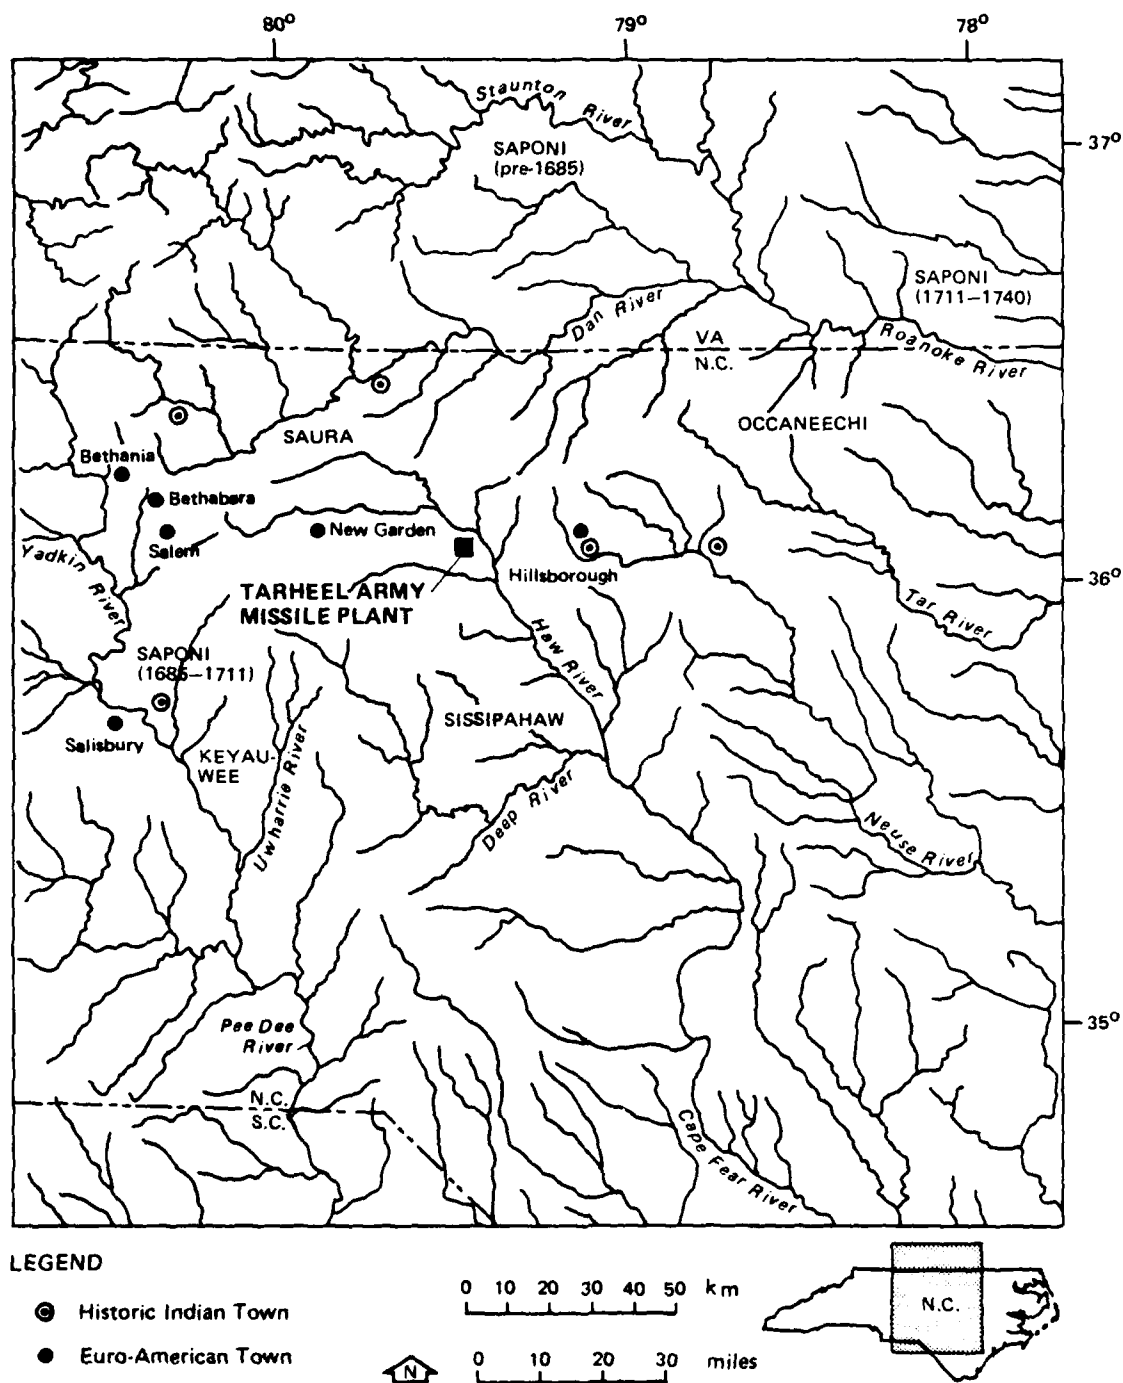 80°
79°
78°
Staunton River
37°
SAPONI
(pre-1685)
SAPONI
(1711–1740)
Dan River
VA
N.C.
Roanoke River
OCCANEECHI
SAURA
Bethania
Bethabara
New Garden
Salem
Yadkin River
Hillsborough
36°
TARHEEL ARMY
MISSILE PLANT
Tar River
Haw River
SAPONI
(1685–1711)
SISSIPAHAW
Salisbury
KEYAU-
WEE
Uwharrie River
Deep River
Neuse River
35°
Pee Dee
River
N.C.
S.C.
Cape Fear River
LEGEND
Historic Indian Town
Euro-American Town
0 10 20 30 40 50 km
0 10 20 30 miles
N
N.C.